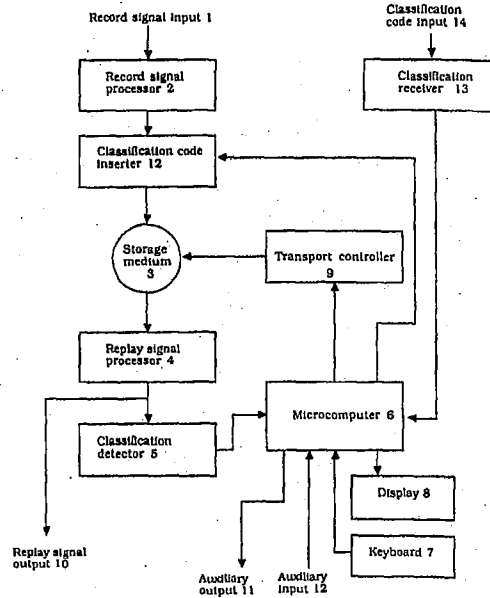 Record signal input 1
Classification
code input 14
Record signal
processor 2
Classification
receiver 13
Classification code
inserter 12
Storage
medium
3
Transport controller
9
Replay signal
processor 4
Microcomputer 6
Classification
detector 5
Display 8
Keyboard 7
Replay signal
output 10
Auxiliary
output 11
Auxiliary
input 12